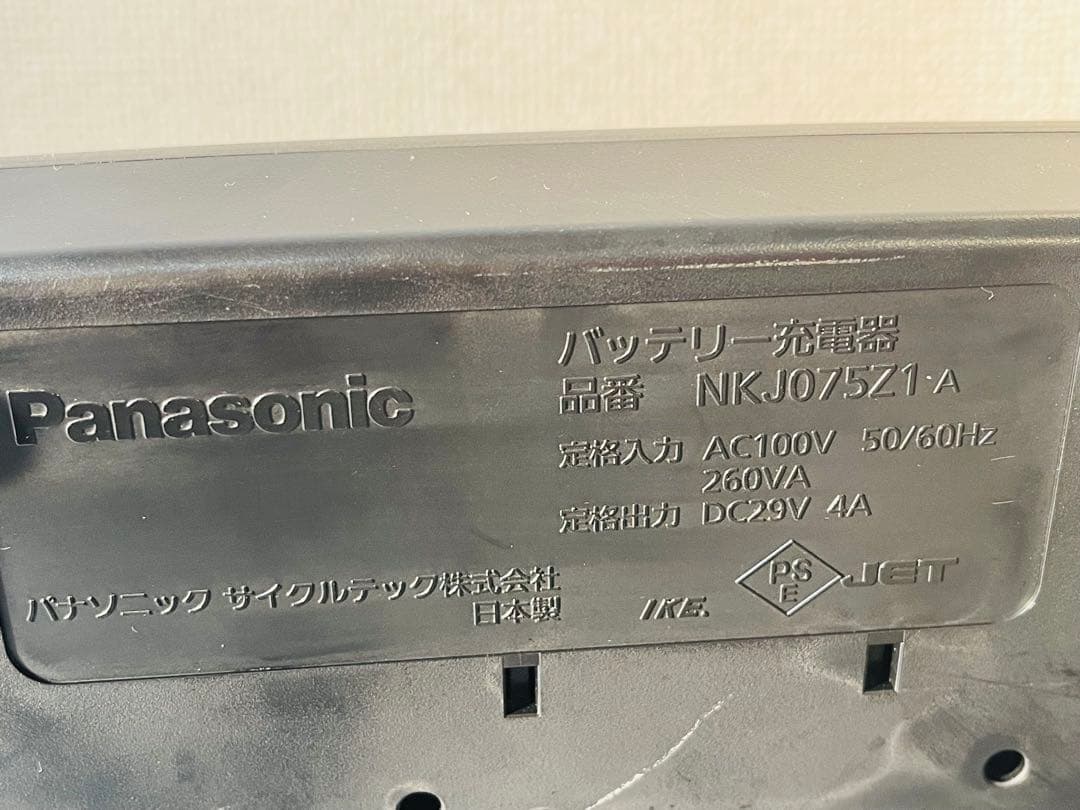 Panasonic
バッテリー充電器
品番 NKJ075Z1 A
定格入力 AC100V 50/60Hz
260VA
定格出力 DC29V 4A
パナソニック サイクルテック株式会社
日本製
IKE.
PS
E
JET